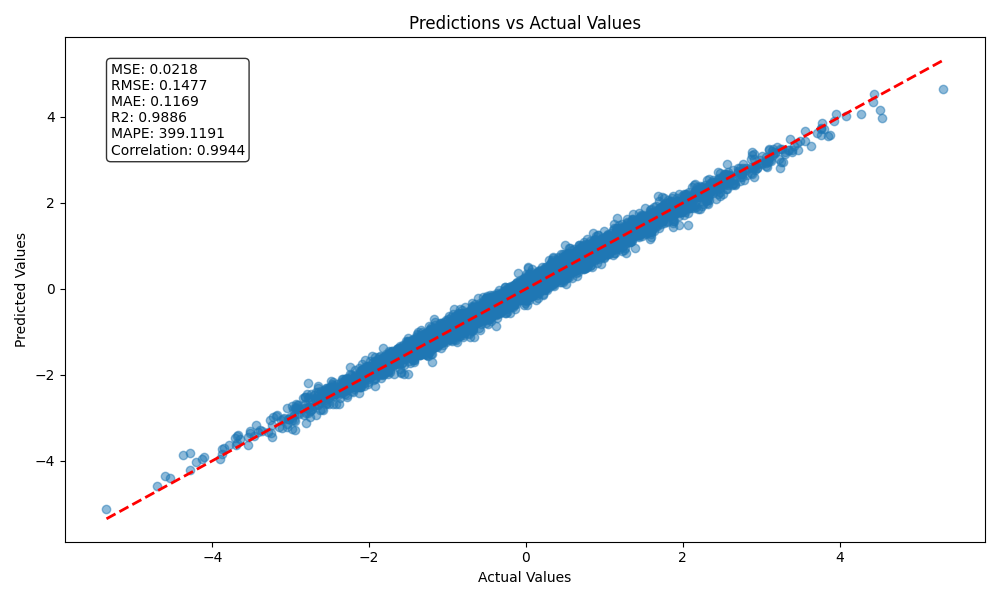 Predictions vs Actual Values
MSE: 0.0218
RMSE: 0.1477
MAE: 0.1169
R2: 0.9886
MAPE: 399.1191
Correlation: 0.9944
4
2
0
−2
−4
Predicted Values
−4
−2
0
2
4
Actual Values